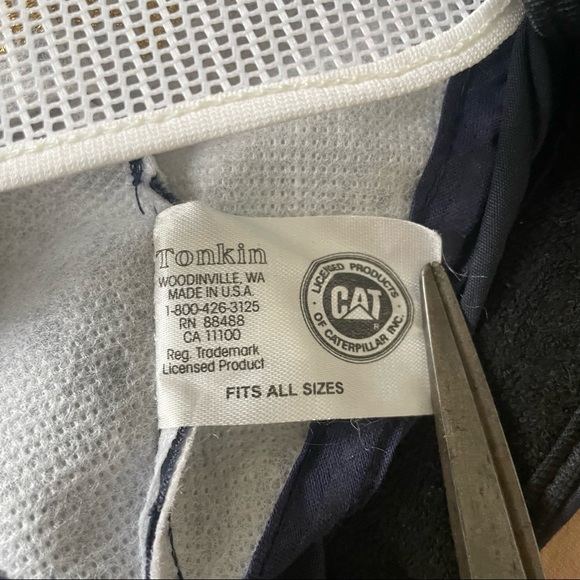 Tonkin
WOODINVILLE, WA
MADE IN U.S.A.
1-800-426-3125
RN 88488
CA 11100
Reg. Trademark
Licensed Product
LICENSED PRODUCTS
CAT®
OF CATERPILLAR INC.
FITS ALL SIZES